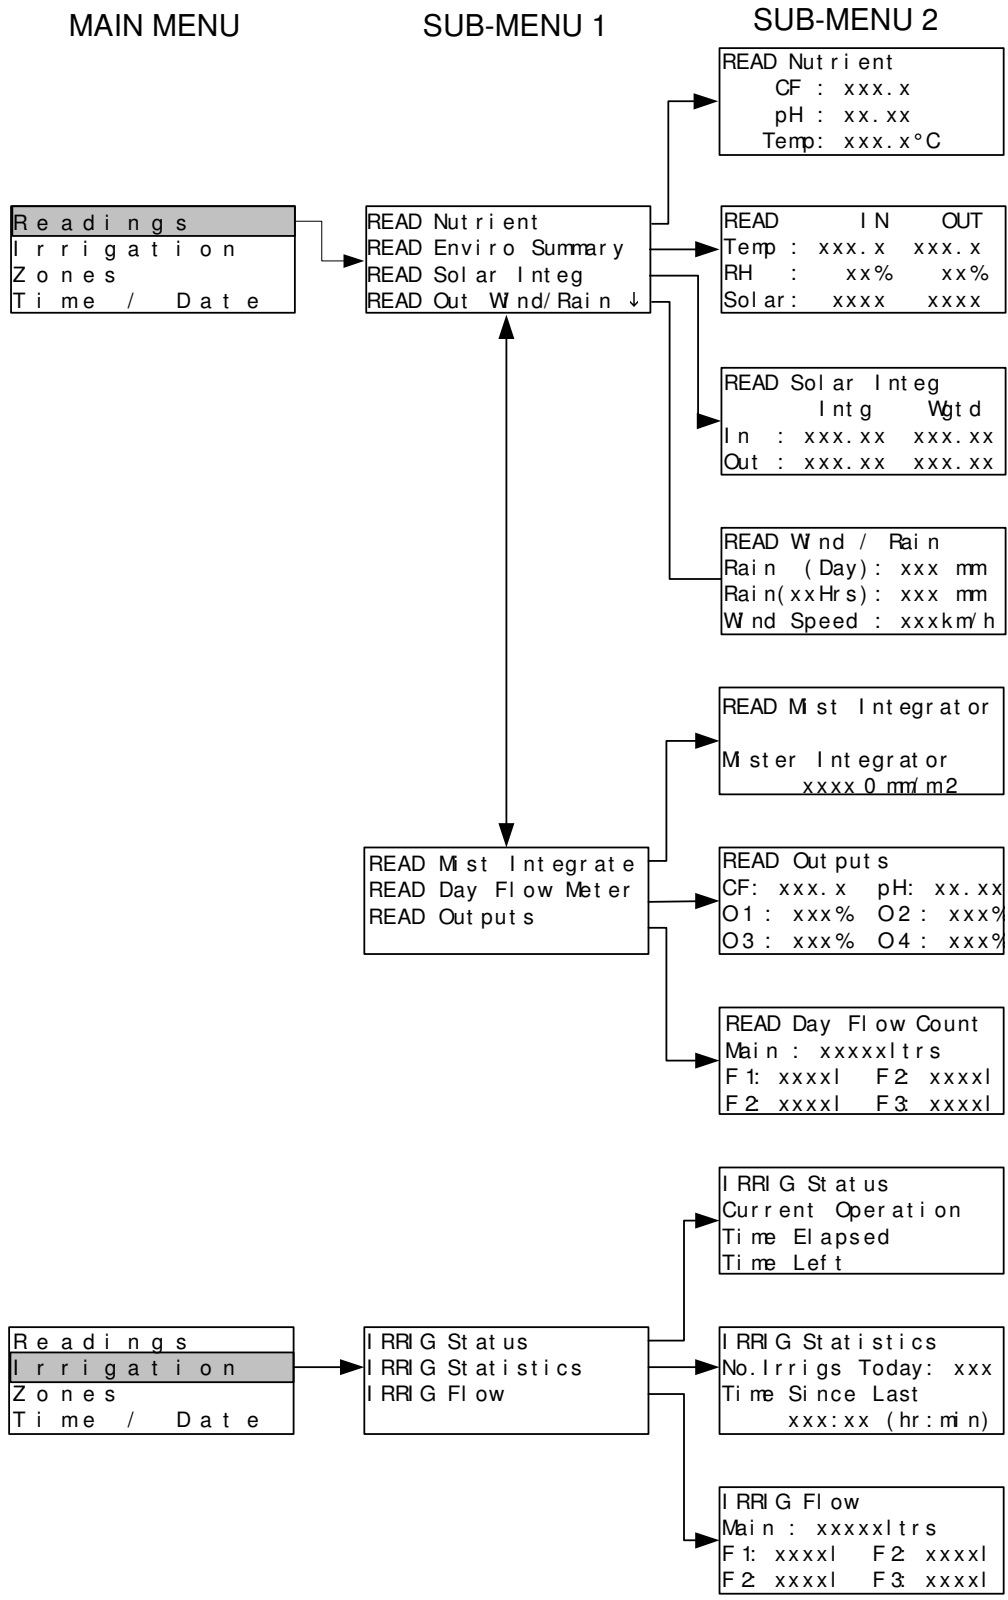 MAIN MENU
SUB-MENU 1
SUB-MENU 2
READ Nutrient
CF : xxx.x
pH : xx.xx
Temp: xxx.x°C
Readings
Irrigation
Zones
Time / Date
READ Nutrient
READ Enviro Summary
READ Solar Integ
READ Out Wind/Rain ↓
READ IN OUT
Temp : xxx.x xxx.x
RH : xx% xx%
Solar: xxxx xxxx
READ Solar Integ
Intg Wgtd
In : xxx.xx xxx.xx
Out : xxx.xx xxx.xx
READ Wind / Rain
Rain (Day): xxx mm
Rain(xxHrs): xxx mm
Wind Speed : xxxkm/h
READ Mist Integrator
Mister Integrator
xxxx0 mm/m2
READ Mist Integrate
READ Day Flow Meter
READ Outputs
READ Outputs
CF: xxx.x pH: xx.xx
O1: xxx% O2: xxx%
O3: xxx% O4: xxx%
READ Day Flow Count
Main : xxxxxltrs
F1: xxxxl F2: xxxxl
F2: xxxxl F3: xxxxl
IRRIG Status
Current Operation
Time Elapsed
Time Left
Readings
Irrigation
Zones
Time / Date
IRRIG Status
IRRIG Statistics
IRRIG Flow
IRRIG Statistics
No.Irrigs Today: xxx
Time Since Last
xxx:xx (hr:min)
IRRIG Flow
Main : xxxxxltrs
F1: xxxxl F2: xxxxl
F2: xxxxl F3: xxxxl